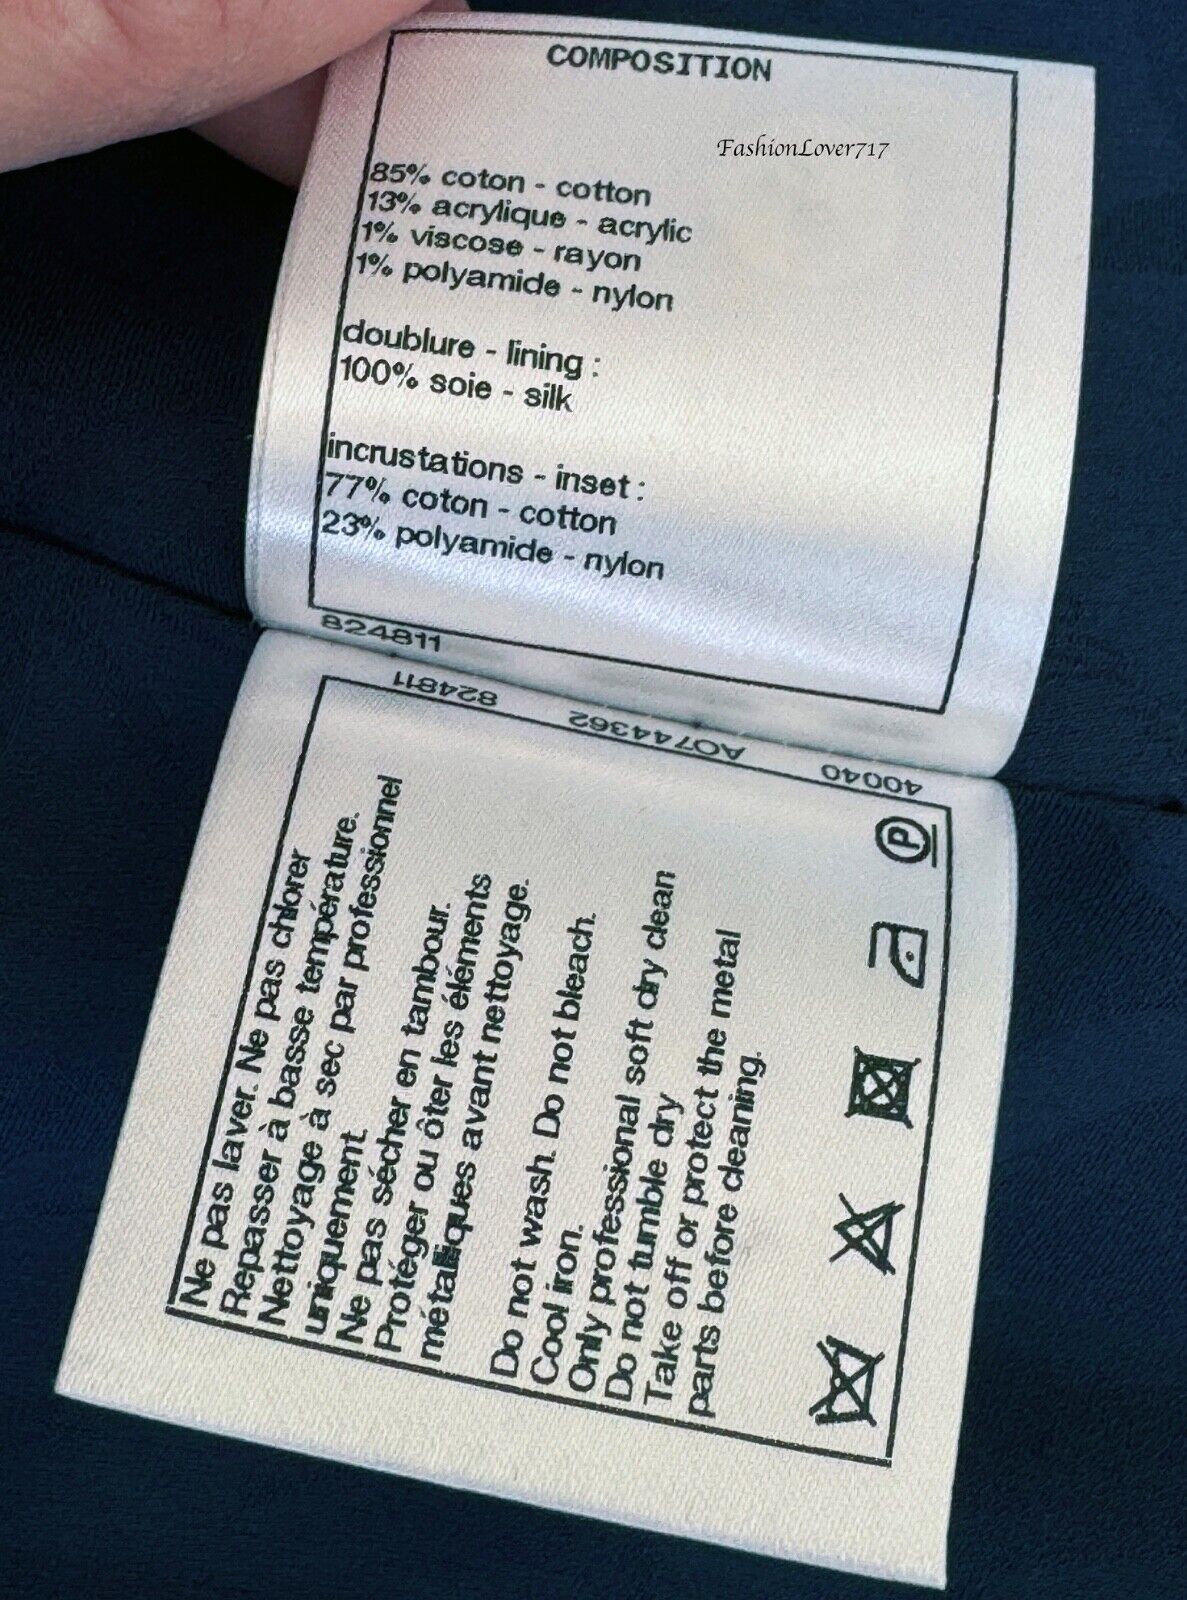 COMPOSITION
FashionLover717
85% coton - cotton
13% acrylique - acrylic
1% viscose - rayon
1% polyamide - nylon
doublure - lining :
100% soie - silk
incrustations - inset :
77% coton - cotton
23% polyamide - nylon
824811
824811 AO744362 40040
Ne pas laver. Ne pas chlorer
Repasser à basse température.
Nettoyage à sec par professionnel
uniquement.
Ne pas sécher en tambour.
Protéger ou ôter les éléments
métalliques avant nettoyage.
Do not wash. Do not bleach.
Cool iron.
Only professional soft dry clean
Do not tumble dry
Take off or protect the metal
parts before cleaning.
P